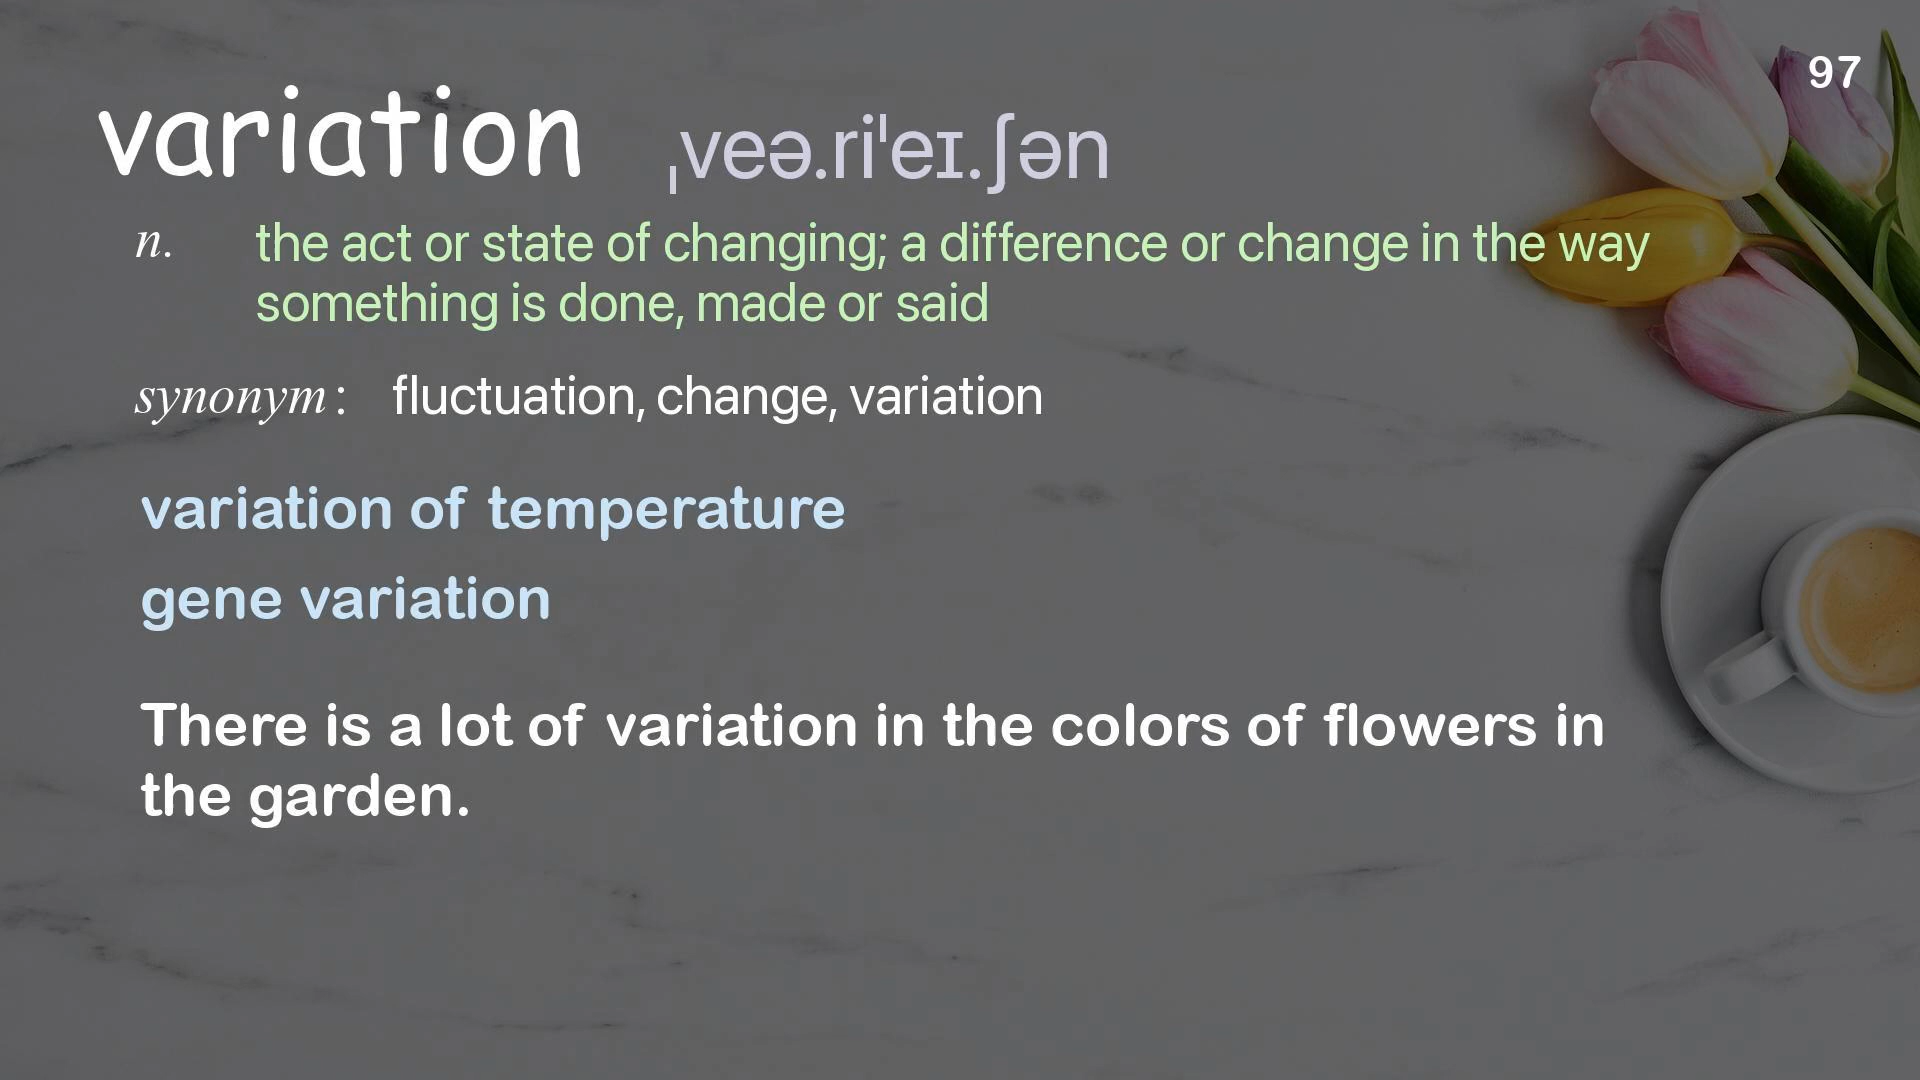 97
variation ˌveə.riˈeɪ.ʃən
n. the act or state of changing; a difference or change in the way
something is done, made or said
synonym: fluctuation, change, variation
variation of temperature
gene variation
There is a lot of variation in the colors of flowers in
the garden.